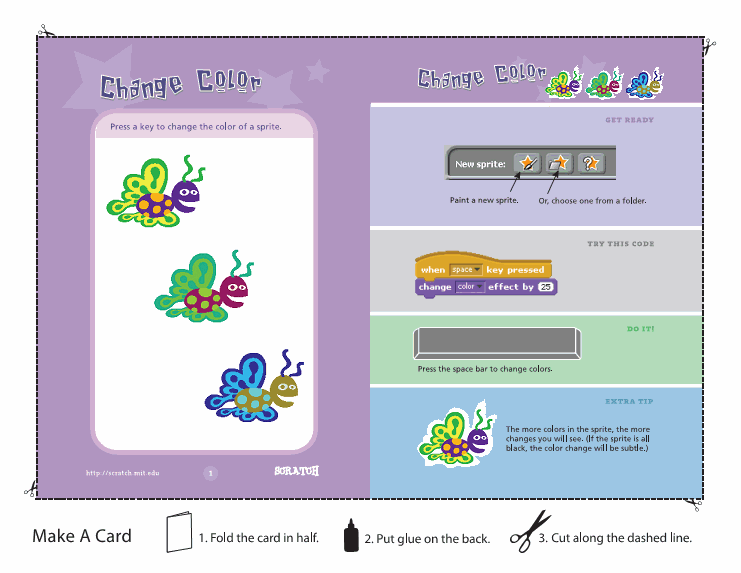 Change Color
Press a key to change the color of a sprite.
http://scratch.mit.edu
1
SCRATCH
Change Color
GET READY
New sprite:
Paint a new sprite.
Or, choose one from a folder.
TRY THIS CODE
when space key pressed
change color effect by 25
DO IT!
Press the space bar to change colors.
EXTRA TIP
The more colors in the sprite, the more
changes you will see. (If the sprite is all
black, the color change will be subtle.)
Make A Card
1. Fold the card in half.
2. Put glue on the back.
3. Cut along the dashed line.